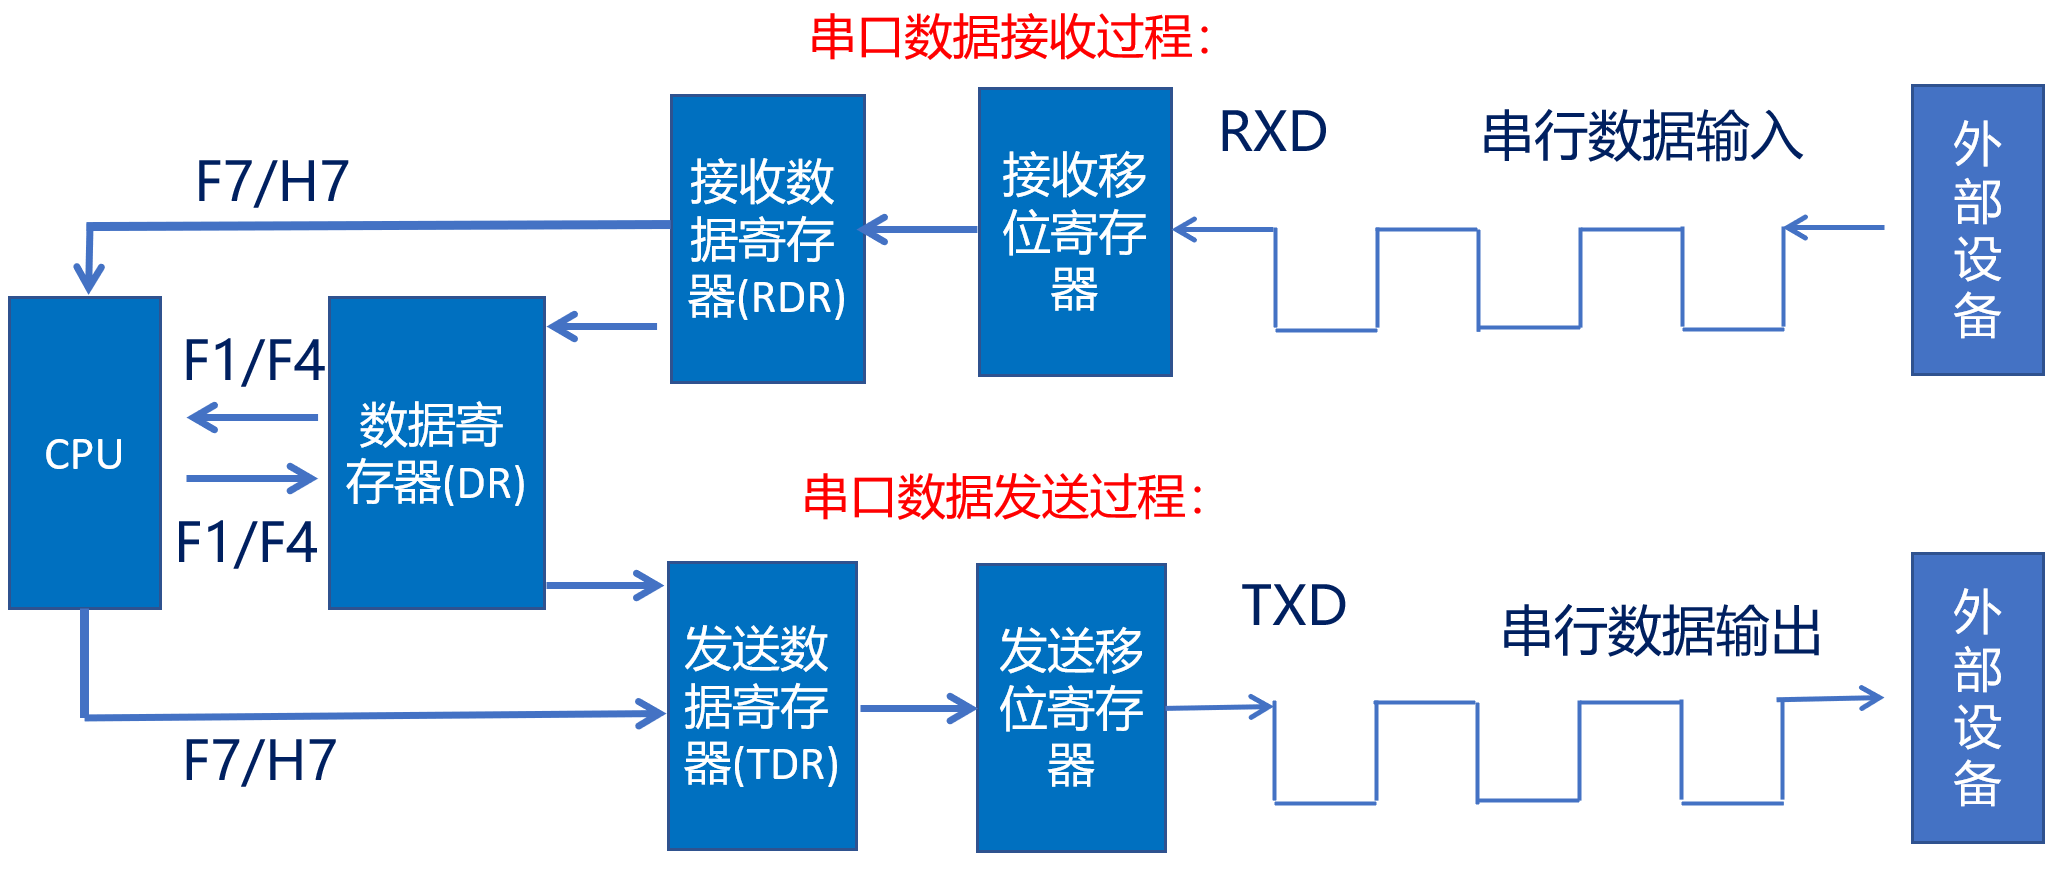 串口数据接收过程：
F7/H7
接收数
据寄存
器(RDR)
接收移
位寄存
器
RXD
串行数据输入
外
部
设
备
CPU
F1/F4
F1/F4
数据寄
存器(DR)
串口数据发送过程：
F7/H7
发送数
据寄存
器(TDR)
发送移
位寄存
器
TXD
串行数据输出
外
部
设
备